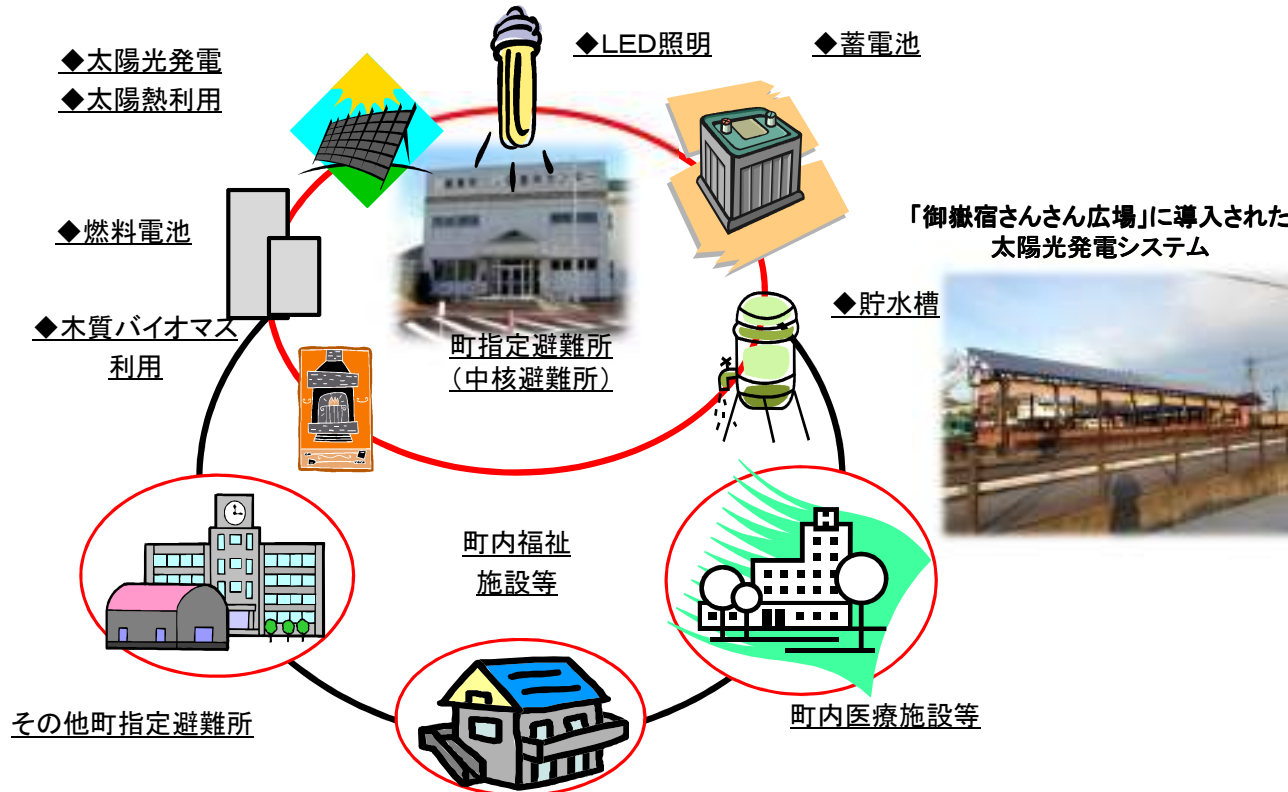 ◆太陽光発電
◆太陽熱利用
◆LED照明
◆蓄電池
◆燃料電池
「御嶽宿さんさん広場」に導入された
太陽光発電システム
◆木質バイオマス
利用
町指定避難所
（中核避難所）
◆貯水槽
町内福祉
施設等
その他町指定避難所
町内医療施設等